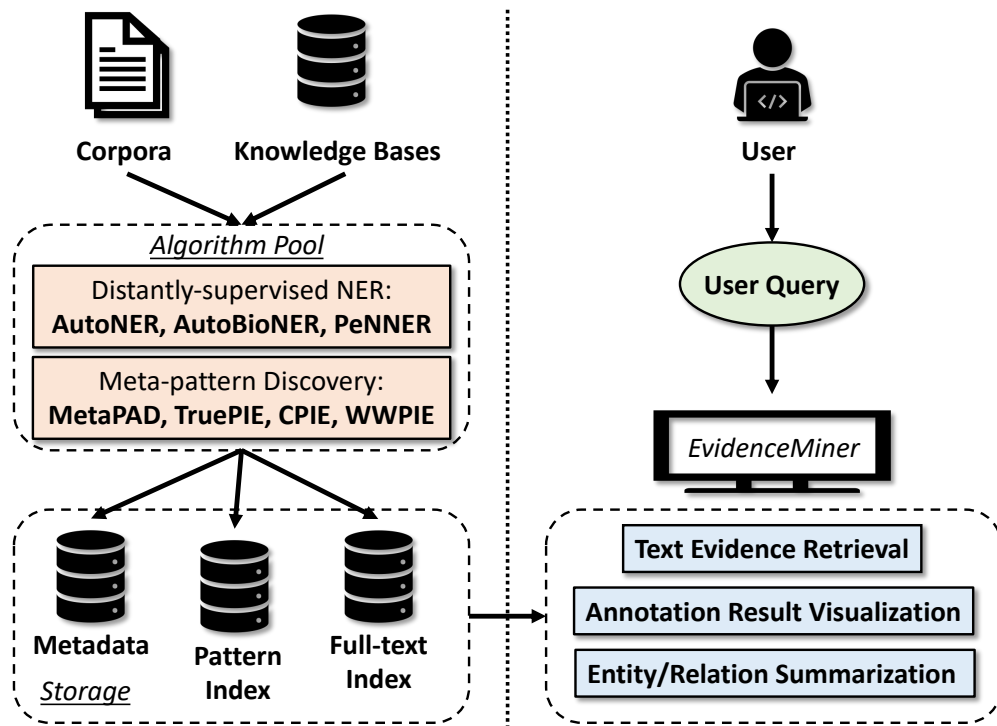 Corpora
Knowledge Bases
Algorithm Pool
Distantly-supervised NER:
AutoNER, AutoBioNER, PeNNER
Meta-pattern Discovery:
MetaPAD, TruePIE, CPIE, WWPIE
Metadata
Pattern
Index
Full-text
Index
Storage
User
</>
User Query
EvidenceMiner
Text Evidence Retrieval
Annotation Result Visualization
Entity/Relation Summarization